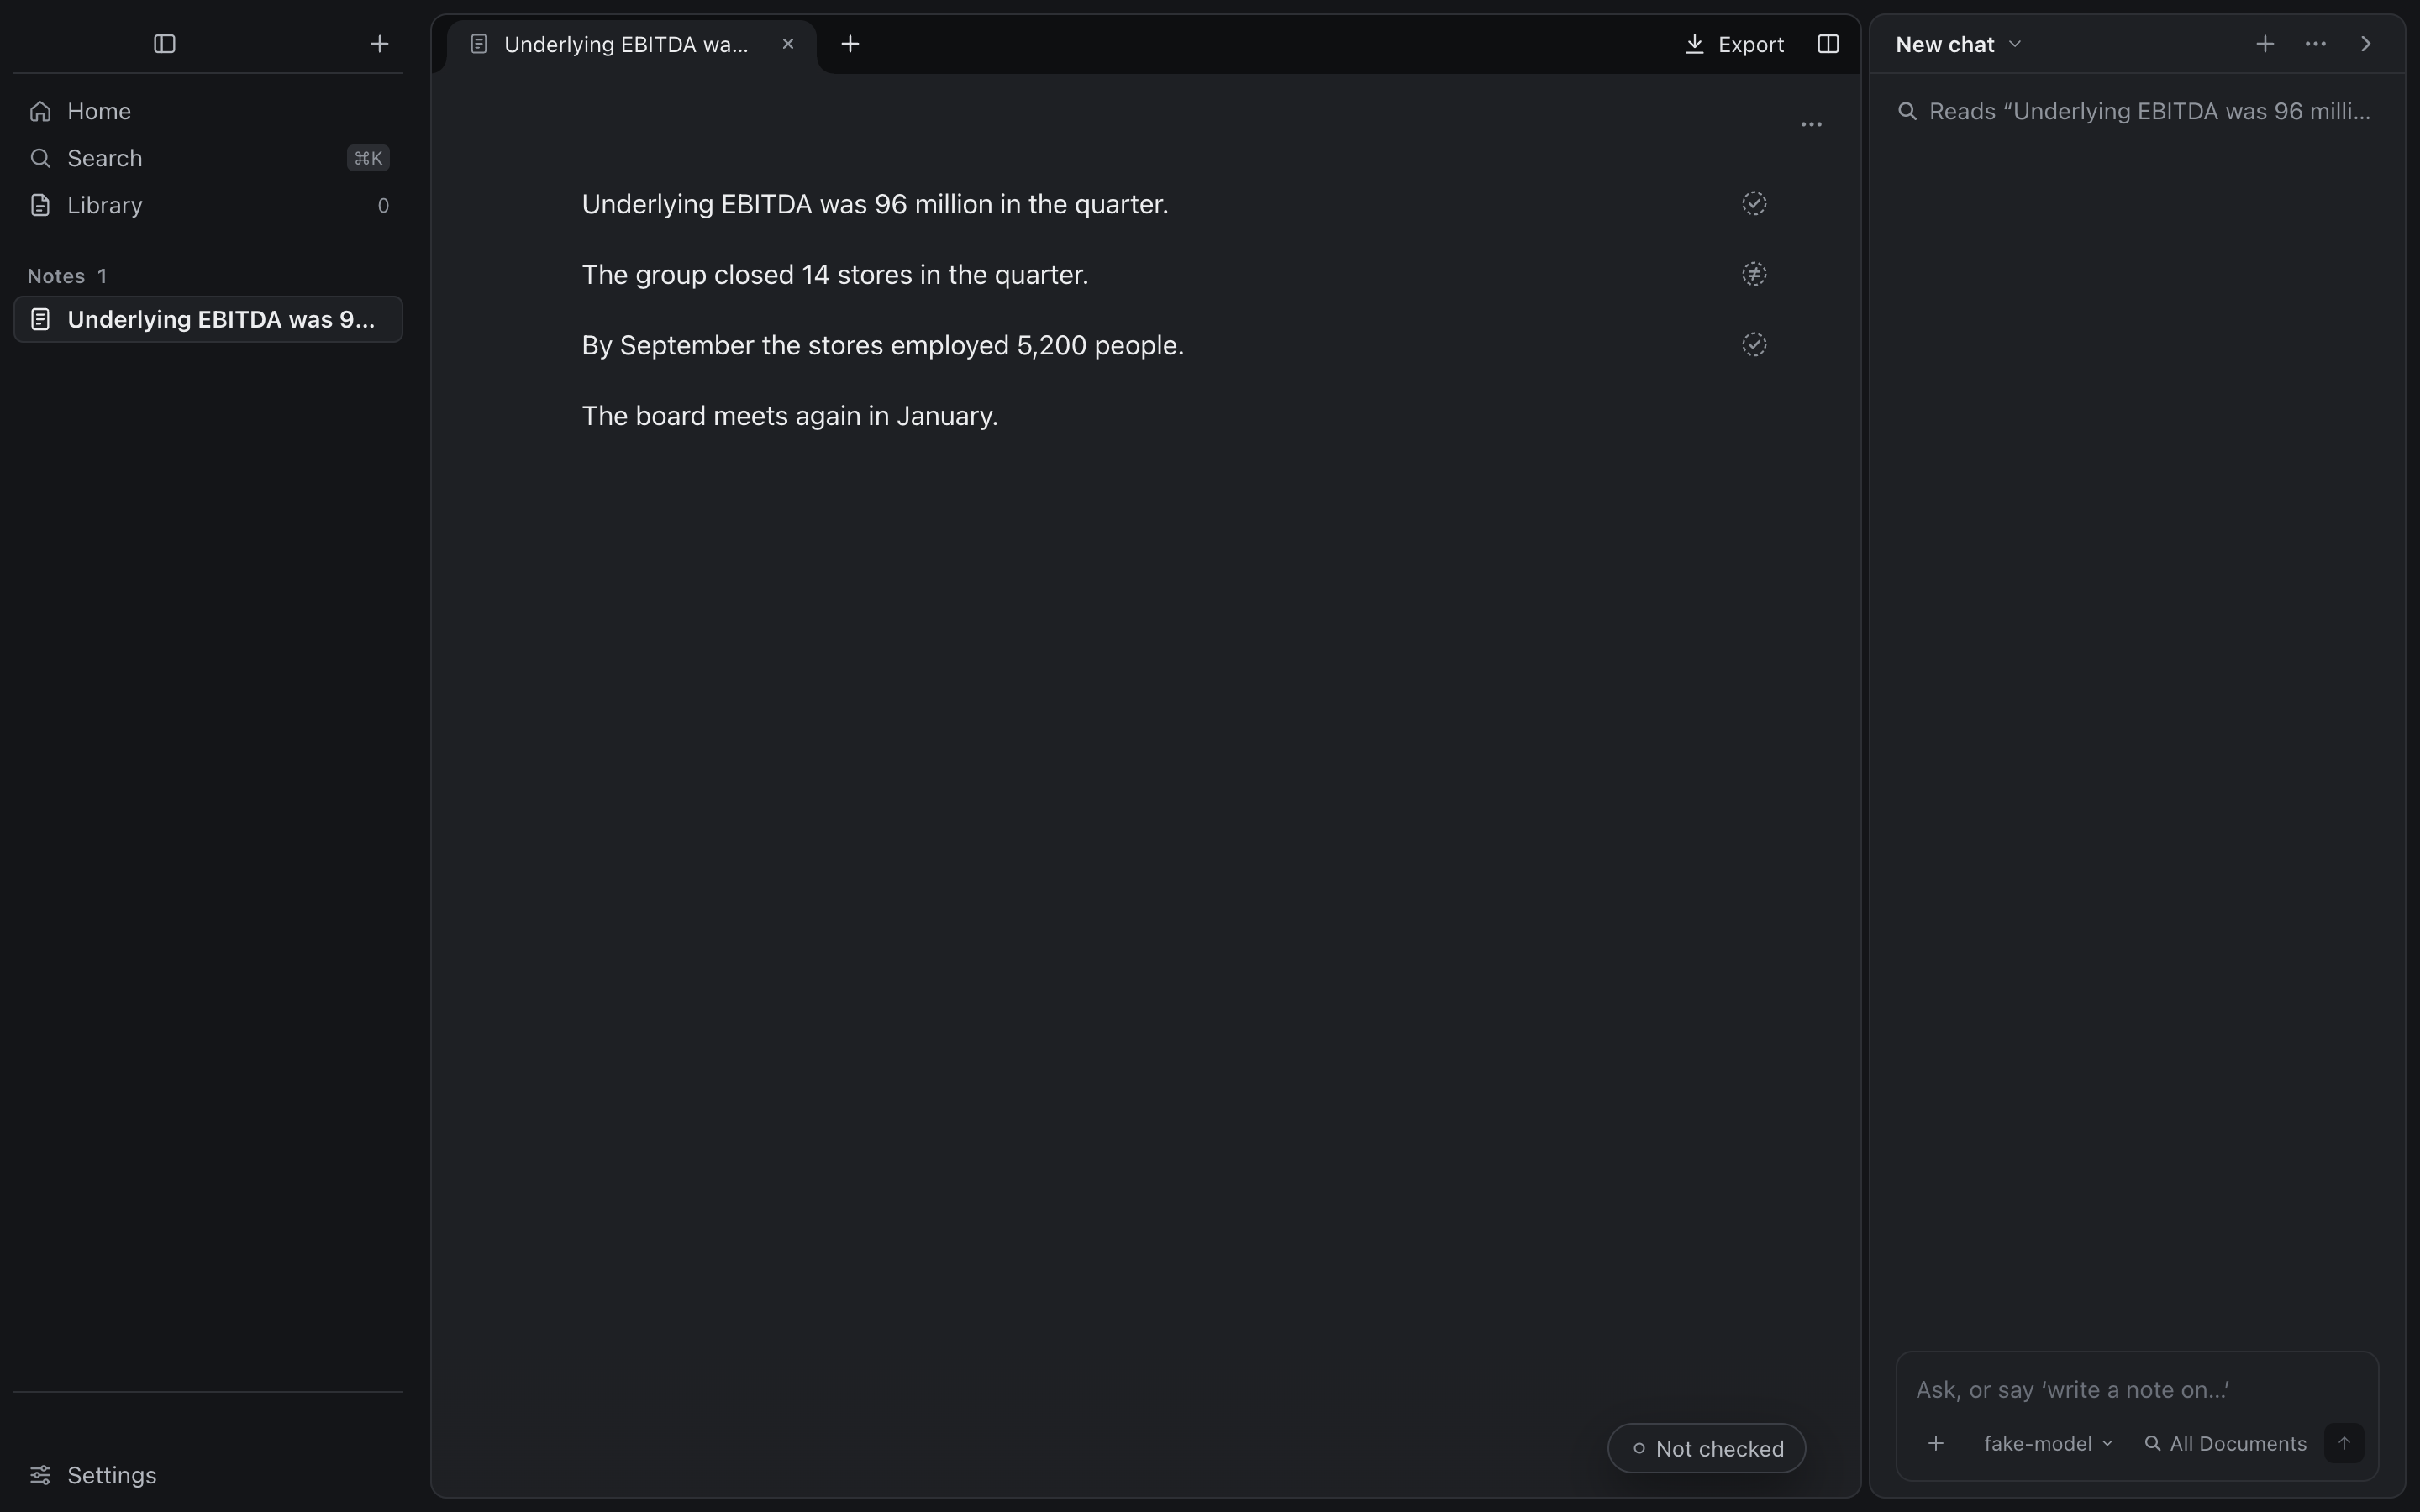 Underlying EBITDA wa...
Export
New chat
Home
Search ⌘K
Library 0
Notes 1
Underlying EBITDA was 9...
Underlying EBITDA was 96 million in the quarter.
The group closed 14 stores in the quarter.
By September the stores employed 5,200 people.
The board meets again in January.
Not checked
Settings
Reads “Underlying EBITDA was 96 milli...
Ask, or say ‘write a note on...’
fake-model
All Documents